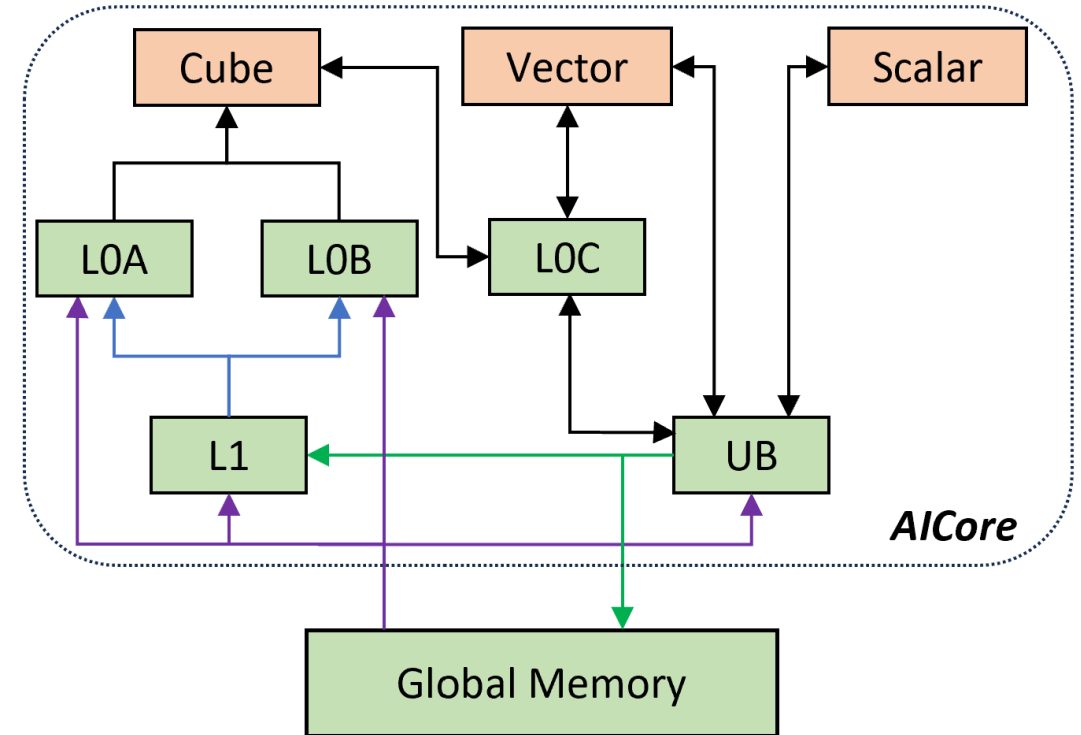 Cube
Vector
Scalar
L0A
L0B
L0C
L1
UB
AICore
Global Memory